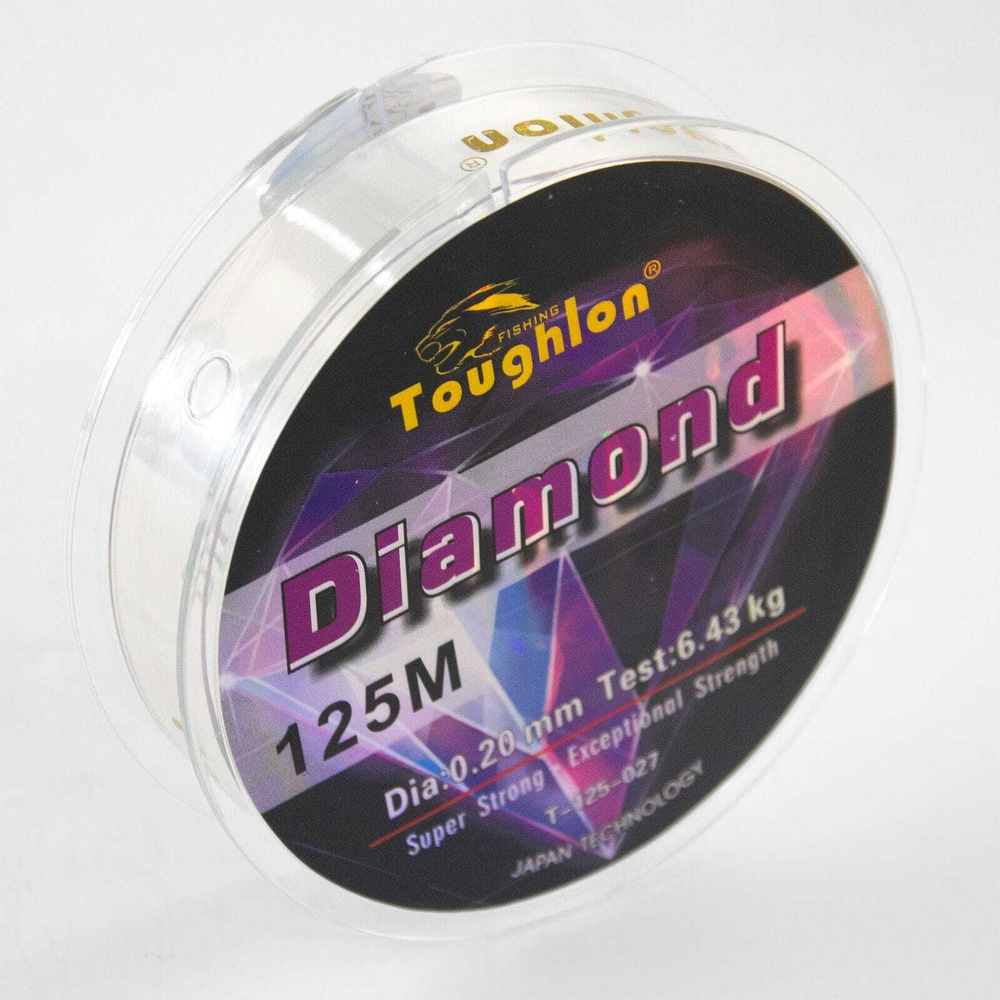 Toughlon ®
FISHING
Toughlon®
Diamond
125M
Dia:0.20 mm Test:6.43 kg
Super Strong - Exceptional Strength
T-125-027
JAPAN TECHNOLOGY